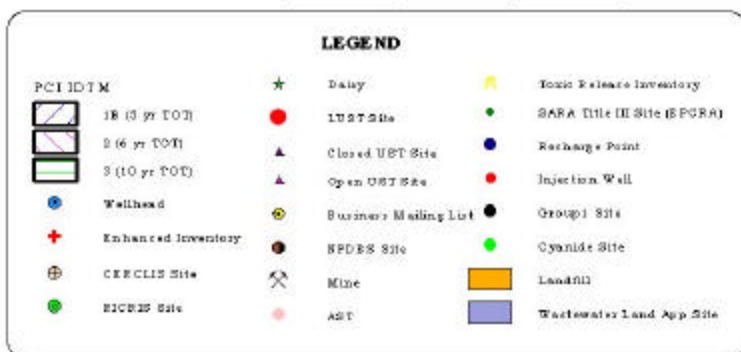 LEGEND
PCI IDTM
1B (3 yr TOT)
2 (6 yr TOT)
3 (10 yr TOT)
Wellhead
Enhanced Inventory
CERCLIS Site
RICRIS Site
Dairy
LUST Site
Closed UST Site
Open UST Site
Business Mailing List
NPDES Site
Mine
AST
Toxic Release Inventory
SARA Title III Site (EPCRA)
Recharge Point
Injection Well
Group1 Site
Cyanide Site
Landfill
Wastewater Land App Site